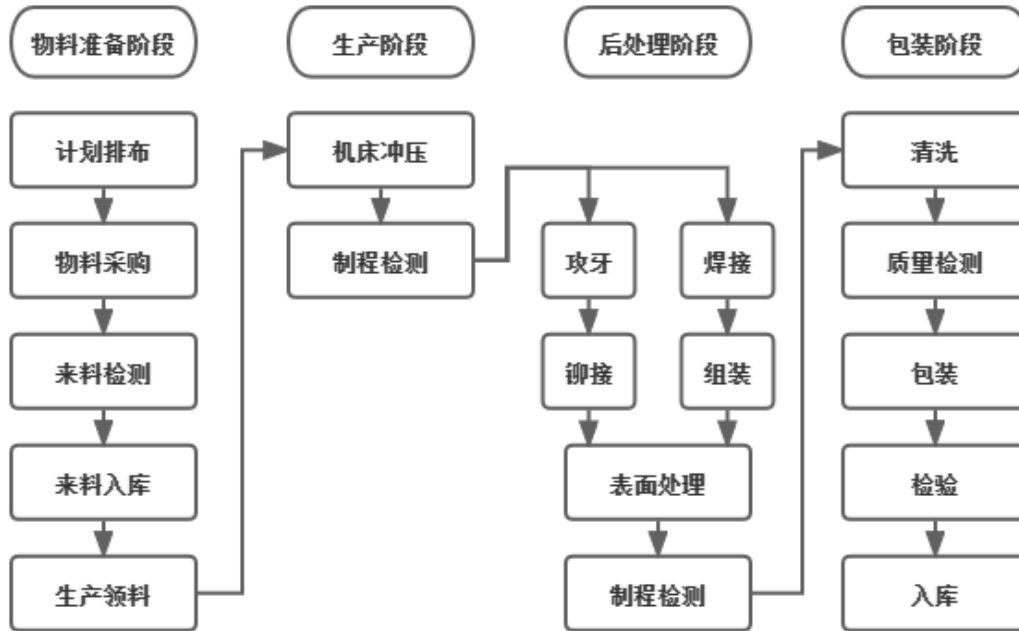 物料准备阶段
生产阶段
后处理阶段
包装阶段
计划排布
物料采购
来料检测
来料入库
生产领料
机床冲压
制程检测
攻牙
铆接
焊接
组装
表面处理
制程检测
清洗
质量检测
包装
检验
入库